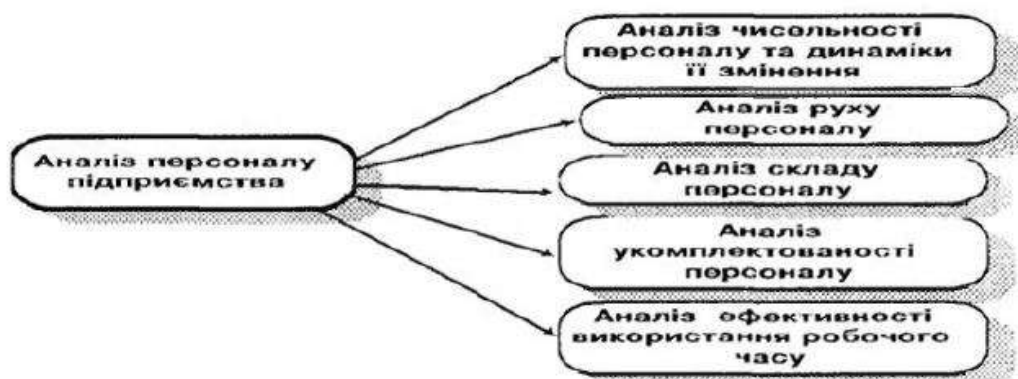 Аналіз персоналу
підприємства
Аналіз чисельності
персоналу та динаміки
її змінення
Аналіз руху
персоналу
Аналіз складу
персоналу
Аналіз
укомплектованості
персоналу
Аналіз ефективності
використання робочого
часу